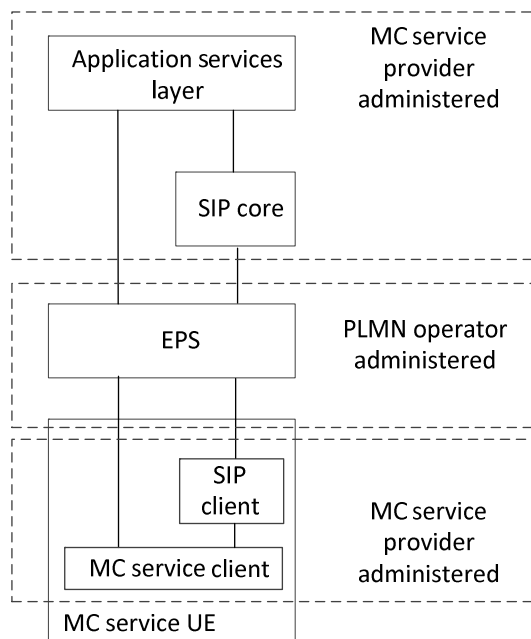 Application services
layer
MC service
provider
administered
SIP core
EPS
PLMN operator
administered
SIP
client
MC service client
MC service
provider
administered
MC service UE